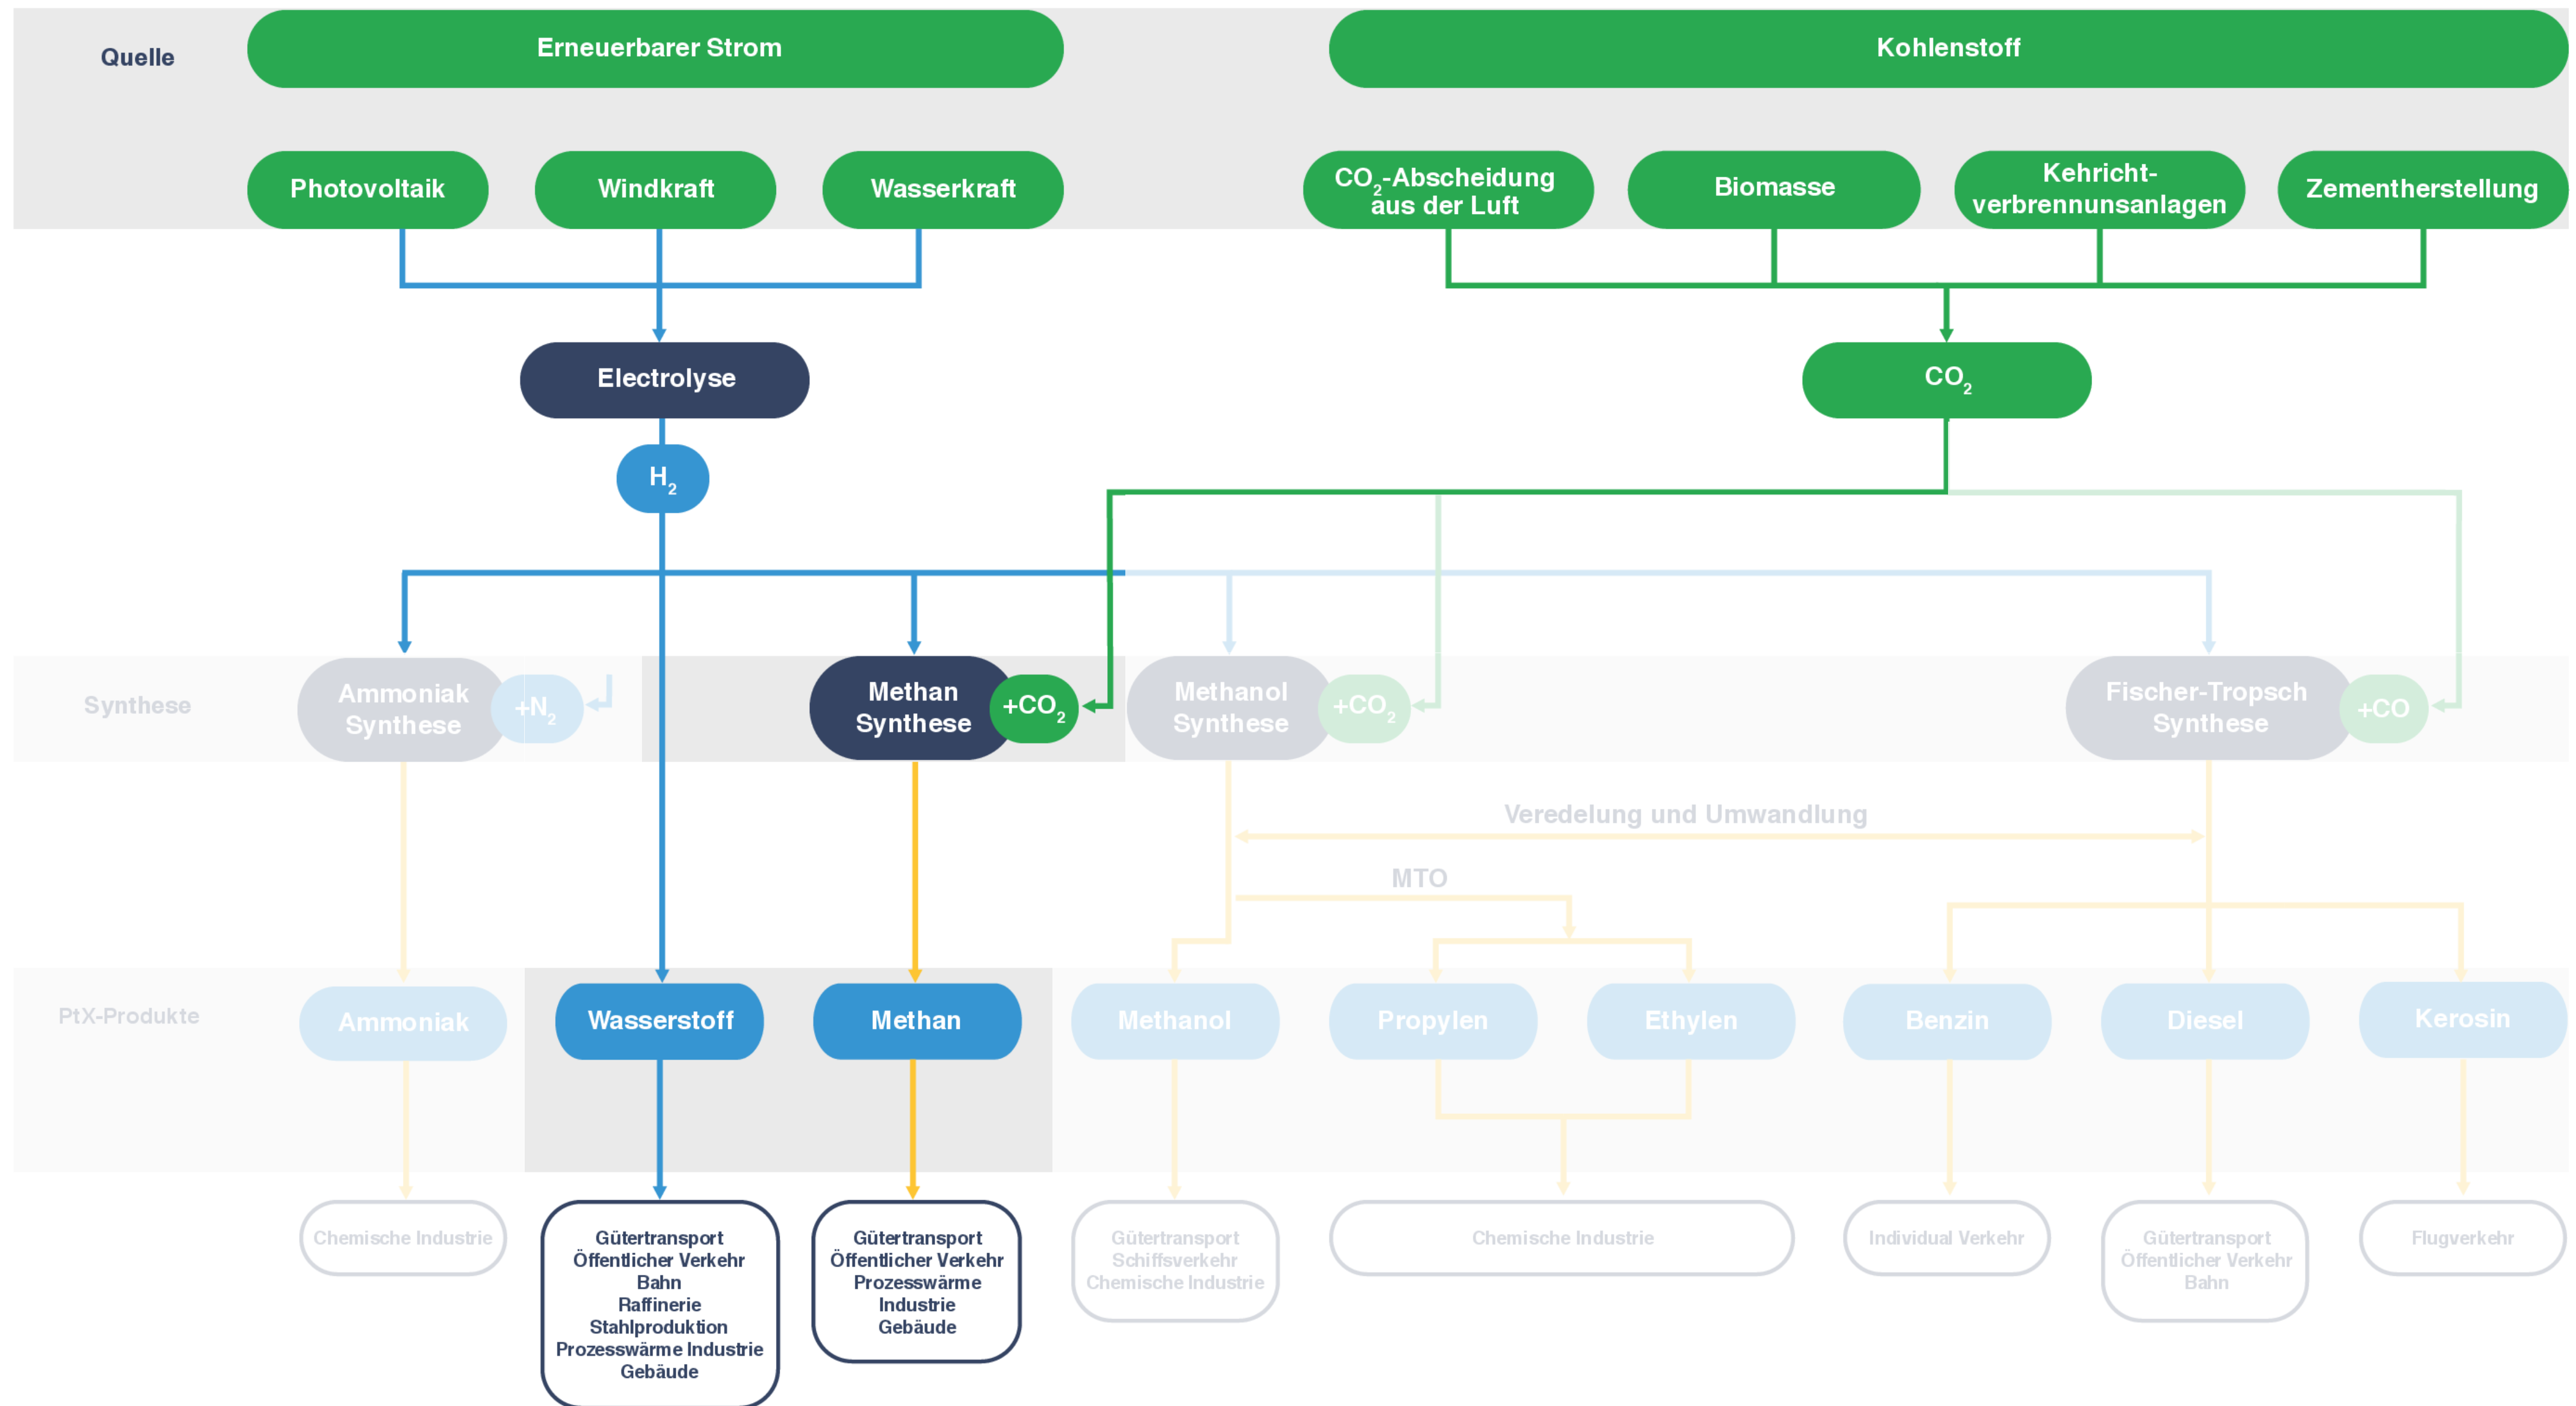 Quelle
Erneuerbarer Strom
Kohlenstoff
Photovoltaik
Windkraft
Wasserkraft
CO₂-Abscheidung
aus der Luft
Biomasse
Kehricht-
verbrennunsanlagen
Zementherstellung
Electrolyse
CO₂
H₂
Synthese
Ammoniak
Synthese
+N₂
Methan
Synthese
+CO₂
Methanol
Synthese
+CO₂
Fischer-Tropsch
Synthese
+CO
Veredelung und Umwandlung
MTO
PtX-Produkte
Ammoniak
Wasserstoff
Methan
Methanol
Propylen
Ethylen
Benzin
Diesel
Kerosin
Chemische Industrie
Gütertransport
Öffentlicher Verkehr
Bahn
Raffinerie
Stahlproduktion
Prozesswärme Industrie
Gebäude
Gütertransport
Öffentlicher Verkehr
Prozesswärme
Industrie
Gebäude
Gütertransport
Schiffsverkehr
Chemische Industrie
Chemische Industrie
Individual Verkehr
Gütertransport
Öffentlicher Verkehr
Bahn
Flugverkehr